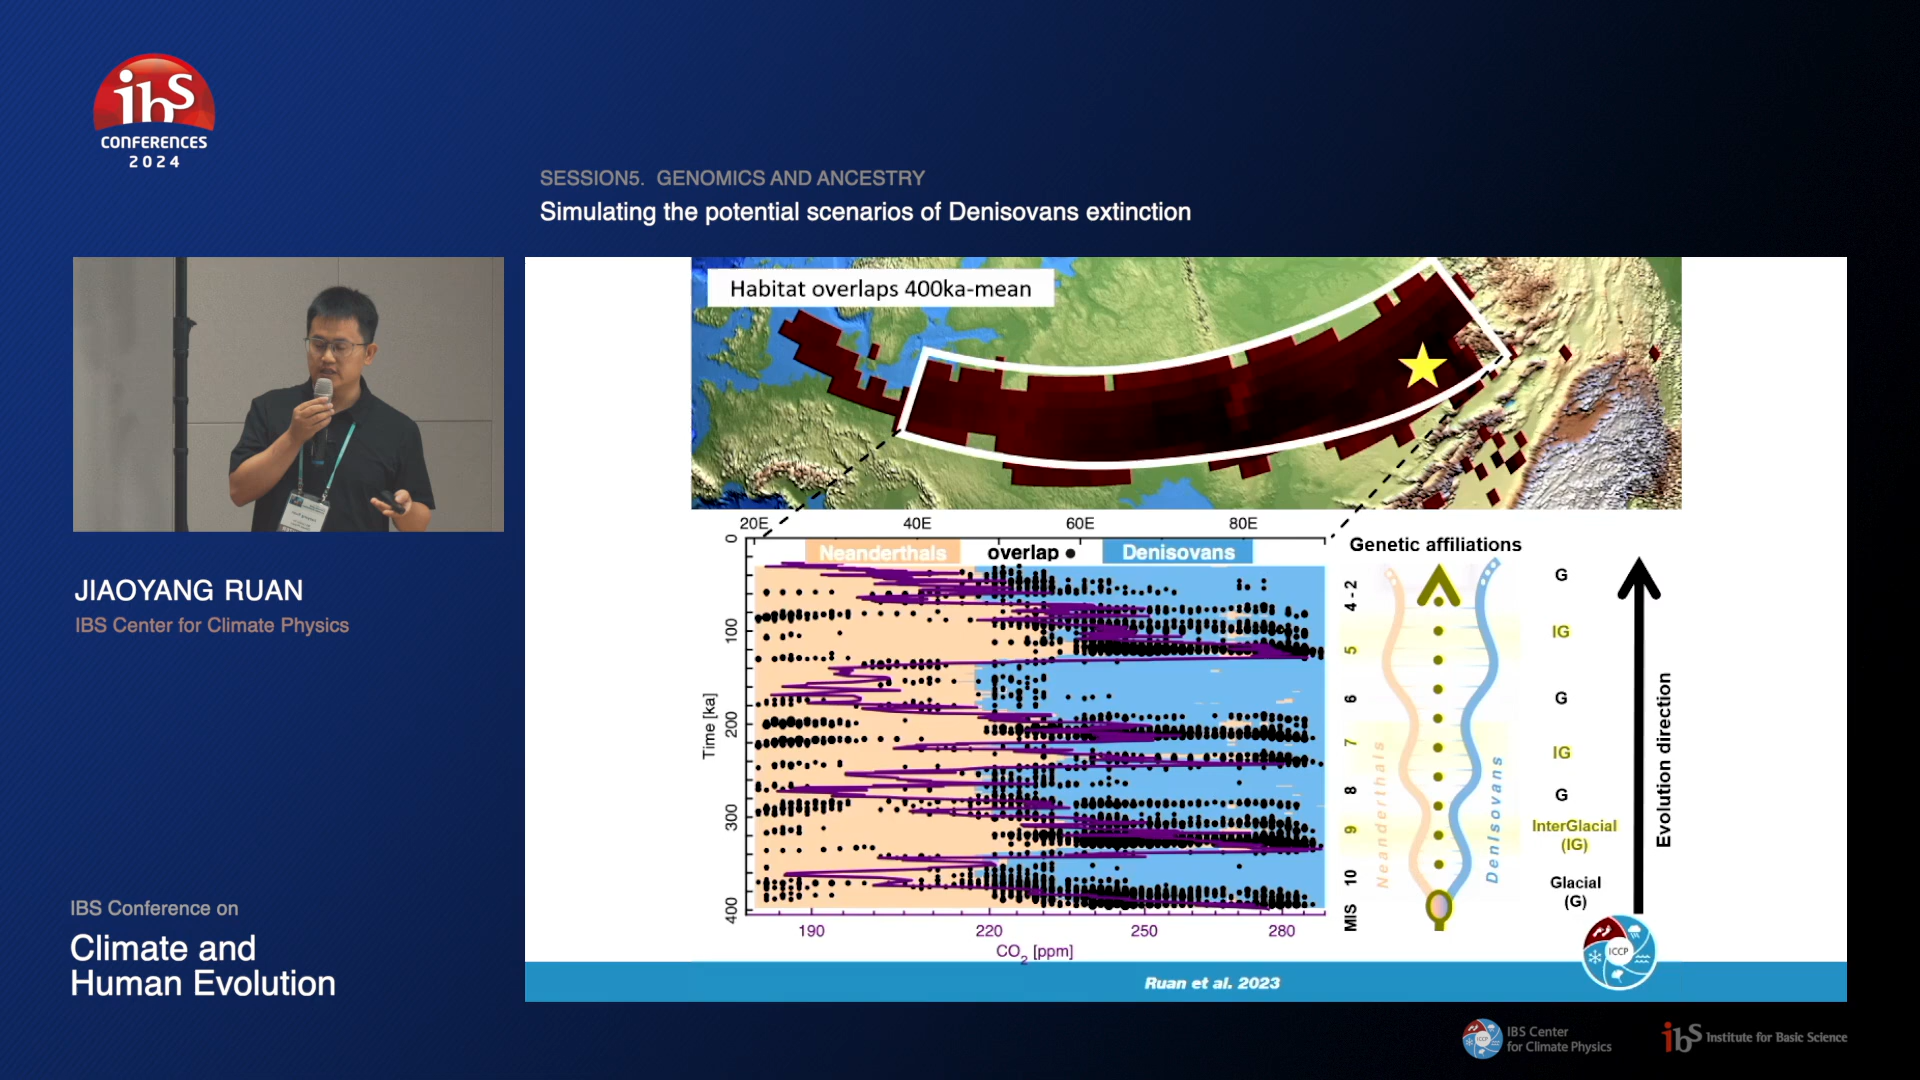 ibS
CONFERENCES
2024
SESSION5. GENOMICS AND ANCESTRY
Simulating the potential scenarios of Denisovans extinction
JIAOYANG RUAN
IBS Center for Climate Physics
IBS Conference on
Climate and
Human Evolution
Habitat overlaps 400ka-mean
20E 40E 60E 80E
Neanderthals overlap Denisovans
Time [ka]
0
100
200
300
400
190 220 250 280
CO2 [ppm]
Genetic affiliations
4 - 2
5
6
7
8
9
10
MIS
Neanderthals
Denisovans
G
IG
G
IG
G
InterGlacial
(IG)
Glacial
(G)
Evolution direction
ICCP
Ruan et al. 2023
ICCP
IBS Center
for Climate Physics
ibS Institute for Basic Science